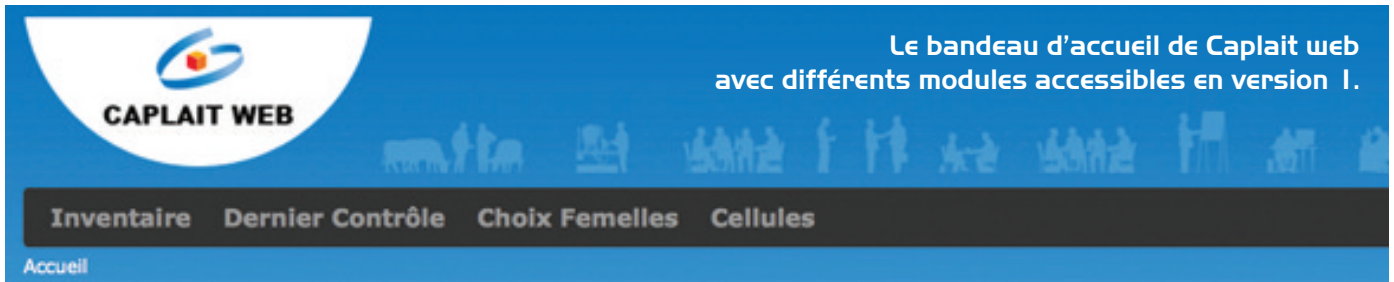 CAPLAIT WEB
Le bandeau d'accueil de Caplait web
avec différents modules accessibles en version 1.
Inventaire Dernier Contrôle Choix Femelles Cellules
Accueil